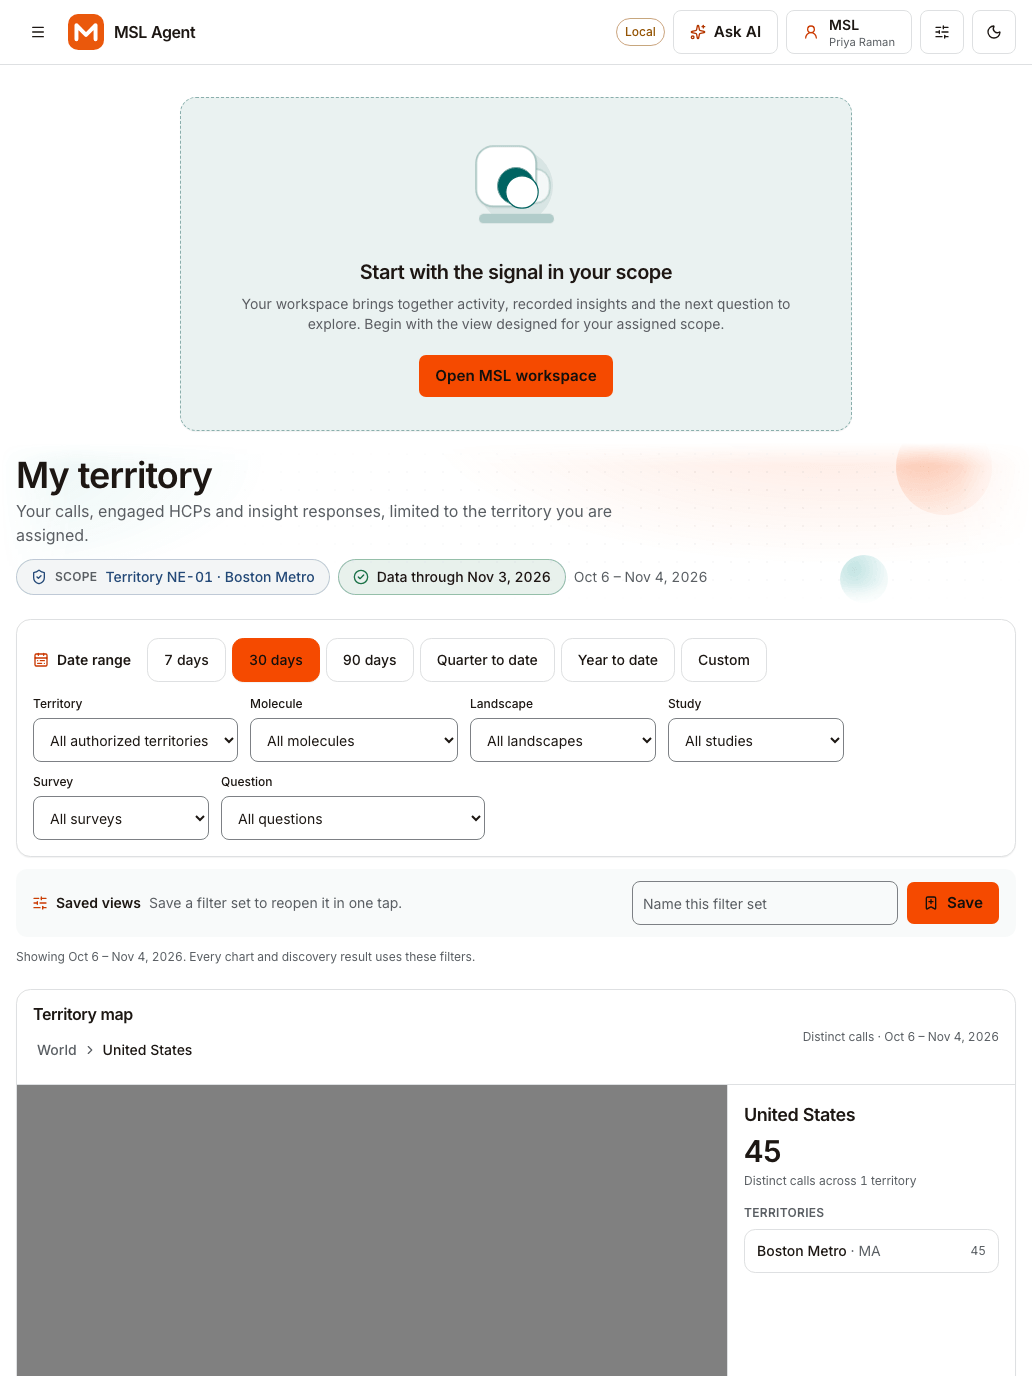 MSL Agent
Local
Ask AI
MSL
Priya Raman
Start with the signal in your scope
Your workspace brings together activity, recorded insights and the next question to
explore. Begin with the view designed for your assigned scope.
Open MSL workspace
My territory
Your calls, engaged HCPs and insight responses, limited to the territory you are
assigned.
SCOPE Territory NE-01 · Boston Metro
Data through Nov 3, 2026
Oct 6 – Nov 4, 2026
Date range
7 days
30 days
90 days
Quarter to date
Year to date
Custom
Territory
Molecule
Landscape
Study
All authorized territories
All molecules
All landscapes
All studies
Survey
Question
All surveys
All questions
Saved views Save a filter set to reopen it in one tap.
Name this filter set
Save
Showing Oct 6 – Nov 4, 2026. Every chart and discovery result uses these filters.
Territory map
World
United States
Distinct calls · Oct 6 – Nov 4, 2026
United States
45
Distinct calls across 1 territory
TERRITORIES
Boston Metro · MA 45